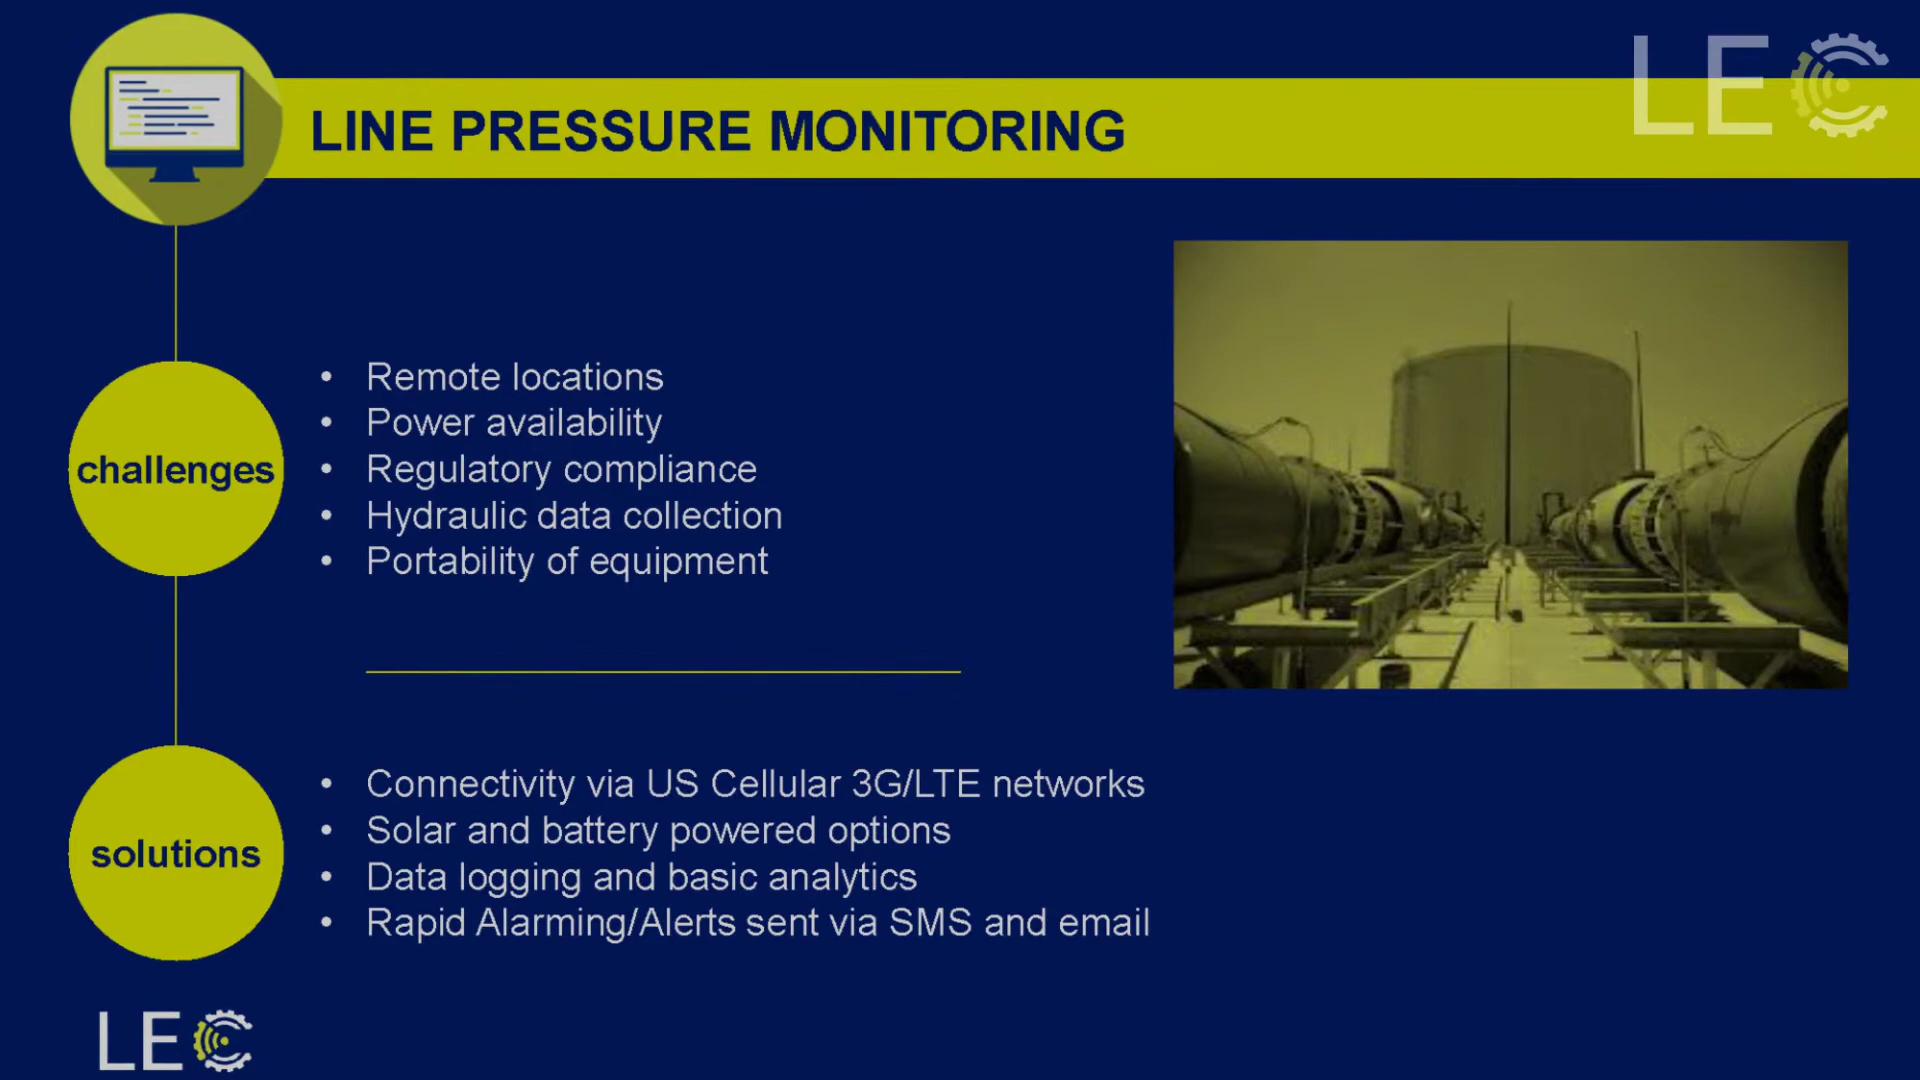 LEC
LINE PRESSURE MONITORING
challenges
• Remote locations
• Power availability
• Regulatory compliance
• Hydraulic data collection
• Portability of equipment
solutions
• Connectivity via US Cellular 3G/LTE networks
• Solar and battery powered options
• Data logging and basic analytics
• Rapid Alarming/Alerts sent via SMS and email
LEC